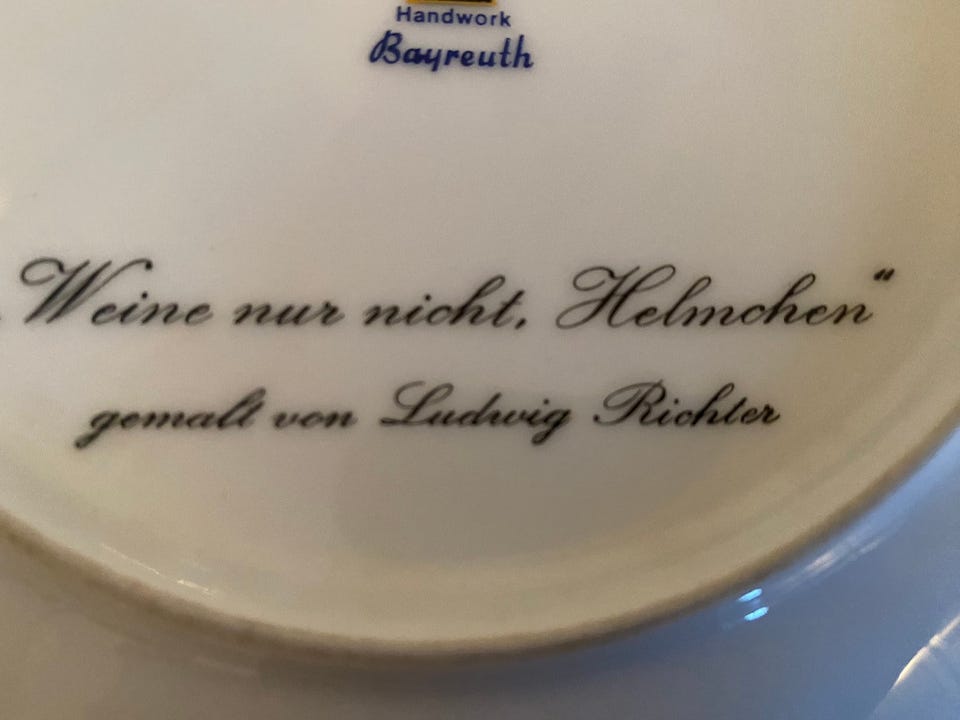 Handwork
Bayreuth
Weine nur nicht, Helmchen“
gemalt von Ludwig Richter